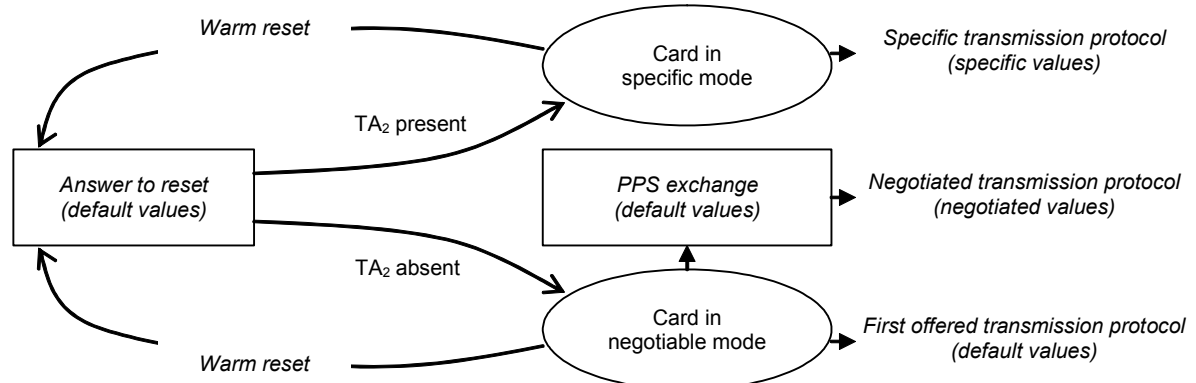 Warm reset
Card in
specific mode
Specific transmission protocol
(specific values)
TA₂ present
Answer to reset
(default values)
PPS exchange
(default values)
Negotiated transmission protocol
(negotiated values)
TA₂ absent
Card in
negotiable mode
First offered transmission protocol
(default values)
Warm reset